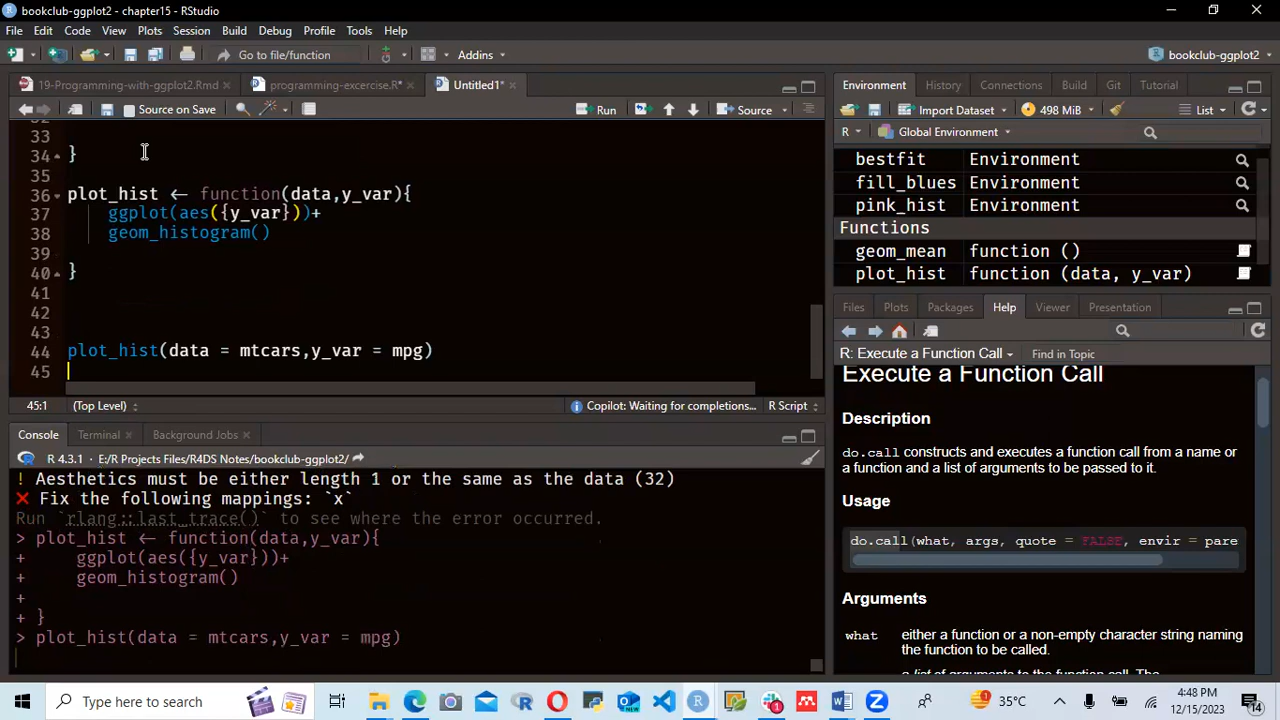 bookclub-ggplot2 - chapter15 - RStudio
File Edit Code View Plots Session Build Debug Profile Tools Help
Go to file/function
Addins
bookclub-ggplot2
19-Programming-with-ggplot2.Rmd
programming-excercise.R*
Untitled1*
Source on Save
Run
Source
33
34 }
35
36 plot_hist ← function(data,y_var){
37 ggplot(aes({y_var}))+
38 geom_histogram()
39
40 }
41
42
43
44 plot_hist(data = mtcars,y_var = mpg)
45
45:1 (Top Level)
Copilot: Waiting for completions…
R Script
Console Terminal Background Jobs
R 4.3.1 · E:/R Projects Files/R4DS Notes/bookclub-ggplot2/
! Aesthetics must be either length 1 or the same as the data (32)
✖ Fix the following mappings: `x`
Run `rlang::last_trace()` to see where the error occurred.
> plot_hist ← function(data,y_var){
+ ggplot(aes({y_var}))+
+ geom_histogram()
+
+ }
> plot_hist(data = mtcars,y_var = mpg)
Environment History Connections Build Git Tutorial
Import Dataset
498 MiB
List
R
Global Environment
bestfit Environment
fill_blues Environment
pink_hist Environment
Functions
geom_mean function ()
plot_hist function (data, y_var)
Files Plots Packages Help Viewer Presentation
R: Execute a Function Call
Find in Topic
Execute a Function Call
Description
do.call constructs and executes a function call from a name or
a function and a list of arguments to be passed to it.
Usage
do.call(what, args, quote = FALSE, envir = pare
Arguments
what either a function or a non-empty character string naming
the function to be called.
a list of arguments to the function call. The
Type here to search
35°C
4:48 PM
12/15/2023
14